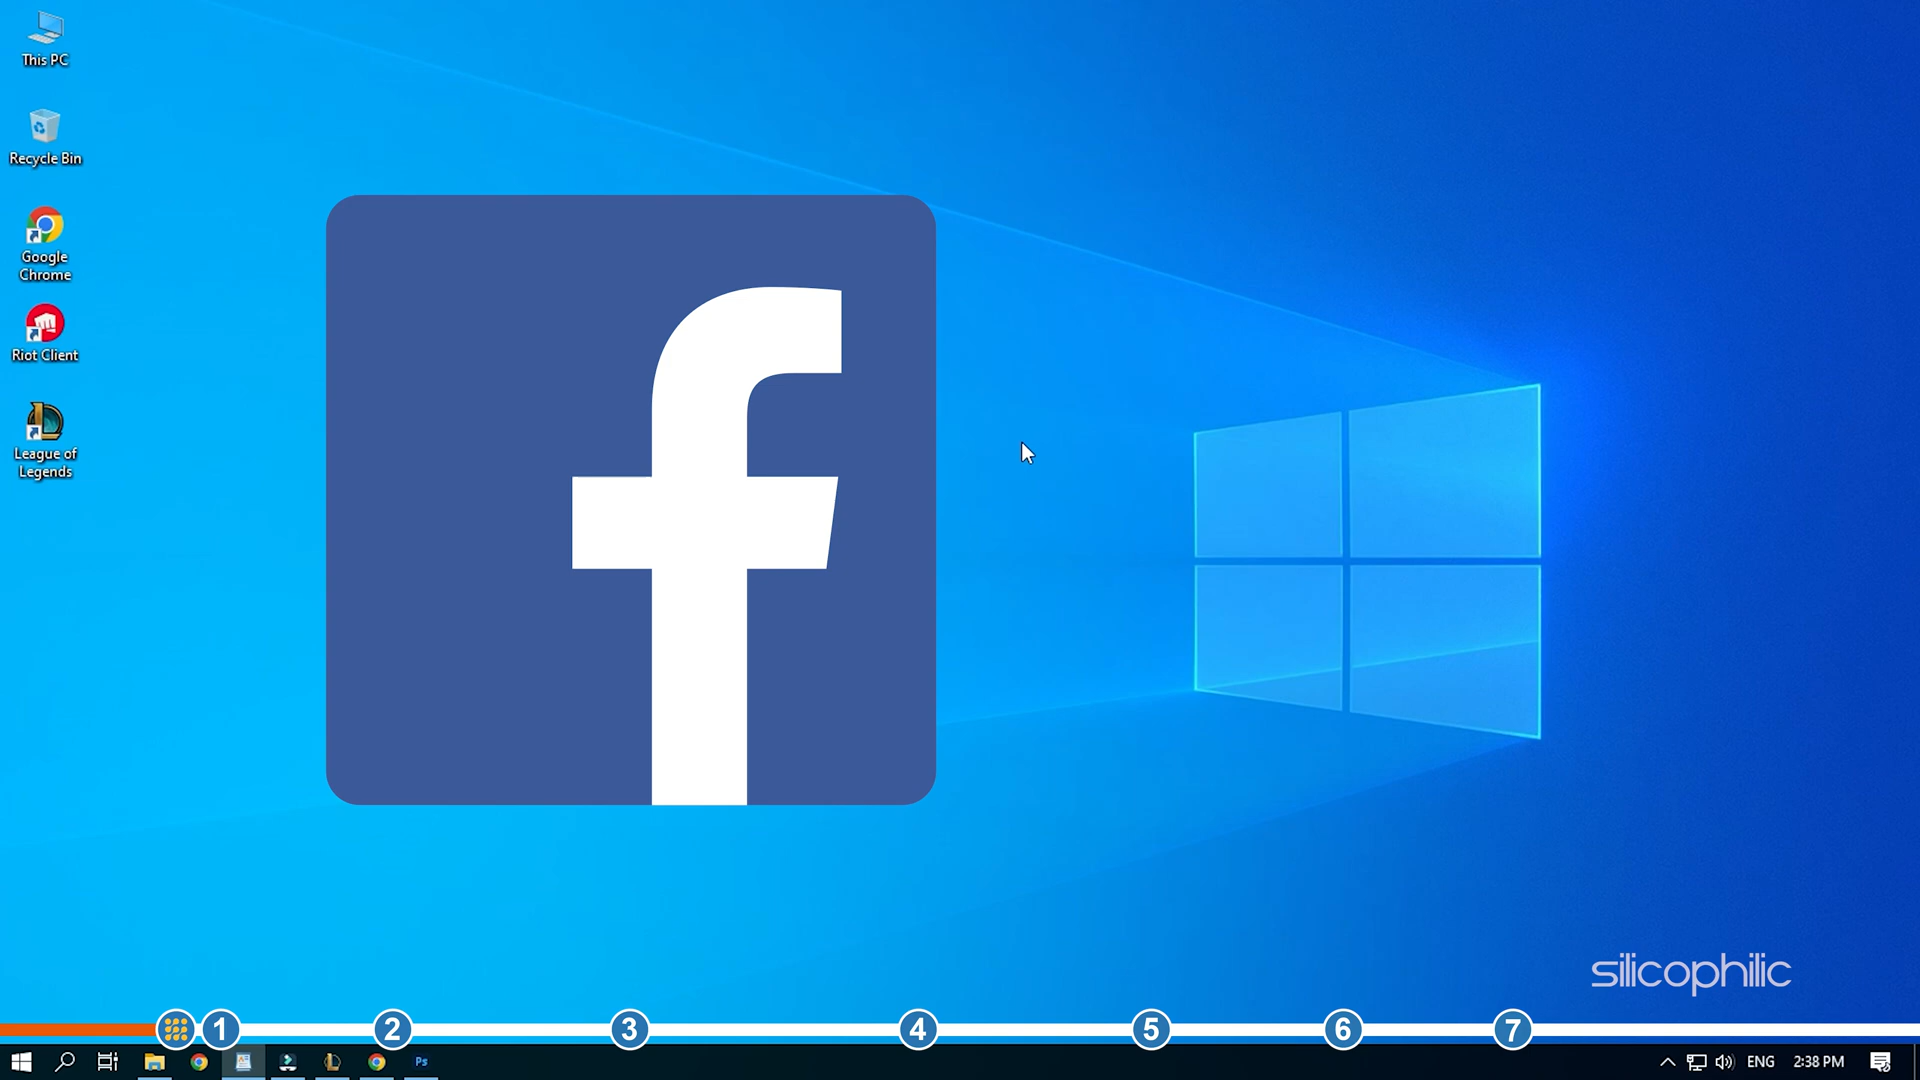 This PC
Recycle Bin
Google
Chrome
Riot Client
League of
Legends
f
silicophilic
1 2 3 4 5 6 7
Ps
ENG
2:38 PM